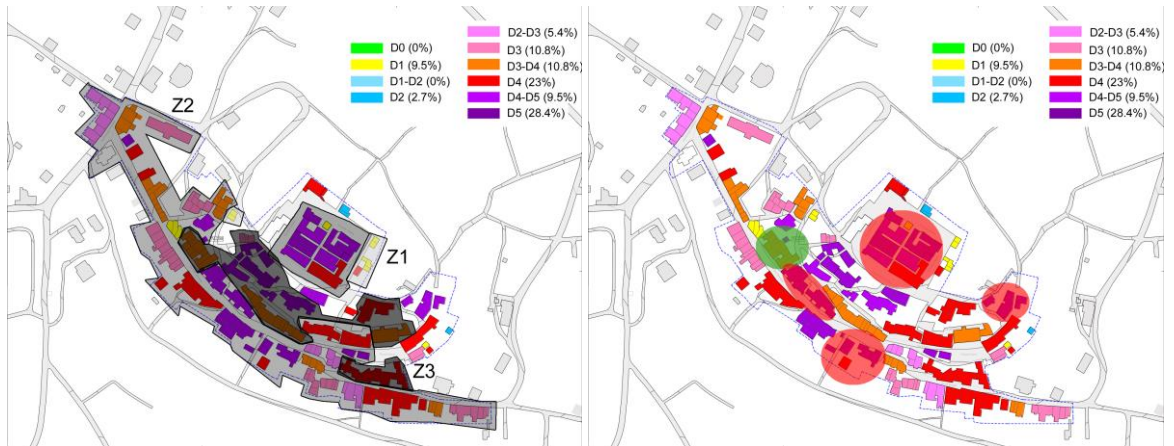 D0 (0%)
D1 (9.5%)
D1-D2 (0%)
D2 (2.7%)
D2-D3 (5.4%)
D3 (10.8%)
D3-D4 (10.8%)
D4 (23%)
D4-D5 (9.5%)
D5 (28.4%)
Z2
Z1
Z3
D0 (0%)
D1 (9.5%)
D1-D2 (0%)
D2 (2.7%)
D2-D3 (5.4%)
D3 (10.8%)
D3-D4 (10.8%)
D4 (23%)
D4-D5 (9.5%)
D5 (28.4%)